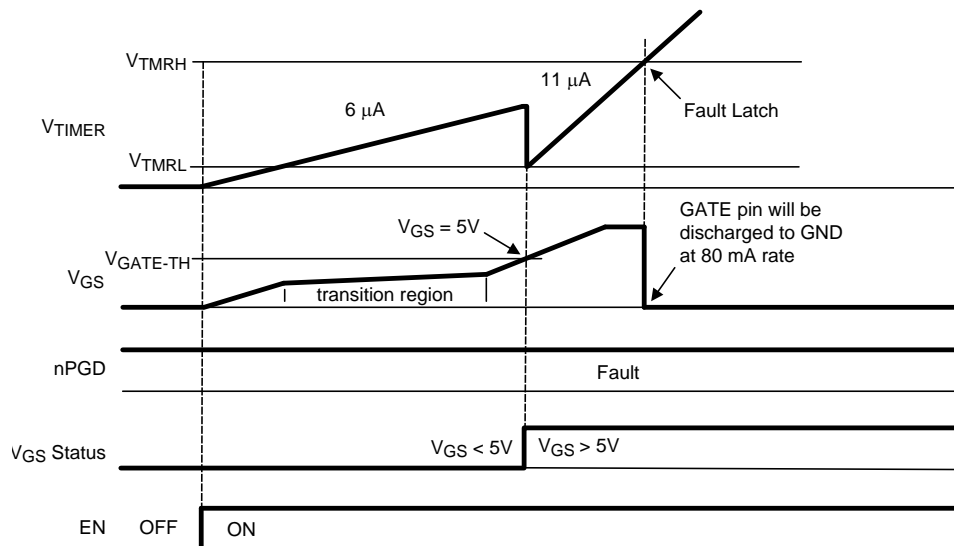 VTMRH
11 μA
6 μA
Fault Latch
VTIMER
VTMRL
GATE pin will be
discharged to GND
at 80 mA rate
VGS = 5V
VGATE-TH
VGS
transition region
nPGD
Fault
VGS Status
VGS < 5V
VGS > 5V
EN
OFF
ON